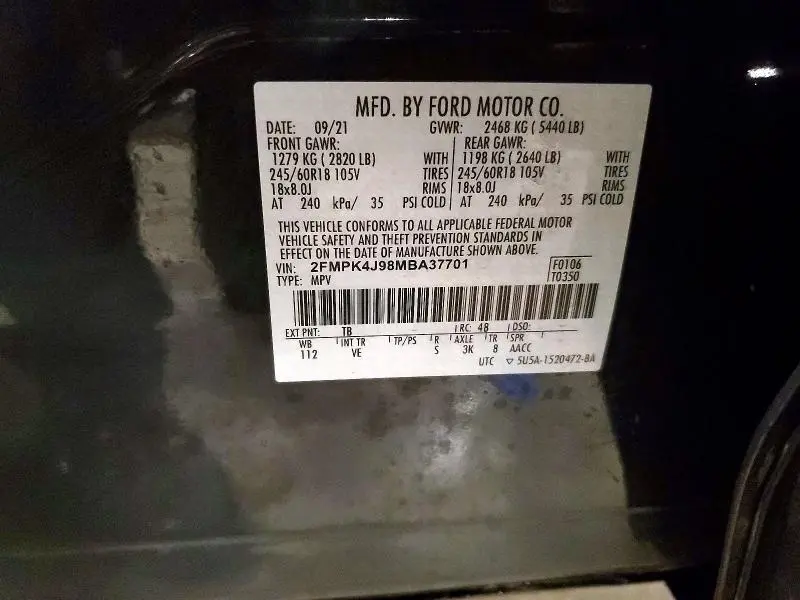 MFD. BY FORD MOTOR CO.
DATE: 09/21 GVWR: 2468 KG ( 5440 LB)
FRONT GAWR: REAR GAWR:
1279 KG ( 2820 LB) WITH 1198 KG ( 2640 LB) WITH
245/60R18 105V TIRES 245/60R18 105V TIRES
18x8.0J RIMS 18x8.0J RIMS
AT 240 kPa/ 35 PSI COLD AT 240 kPa/ 35 PSI COLD
THIS VEHICLE CONFORMS TO ALL APPLICABLE FEDERAL MOTOR
VEHICLE SAFETY AND THEFT PREVENTION STANDARDS IN
EFFECT ON THE DATE OF MANUFACTURE SHOWN ABOVE.
VIN: 2FMPK4J98MBA37701 F0106
TYPE: MPV T0350
EXT PNT: TB RC: 48 DSO:
WB INT TR TP/PS R AXLE TR SPR
112 VE S 3K 8 AACC
UTC ▽ 5U5A-1520472-BA